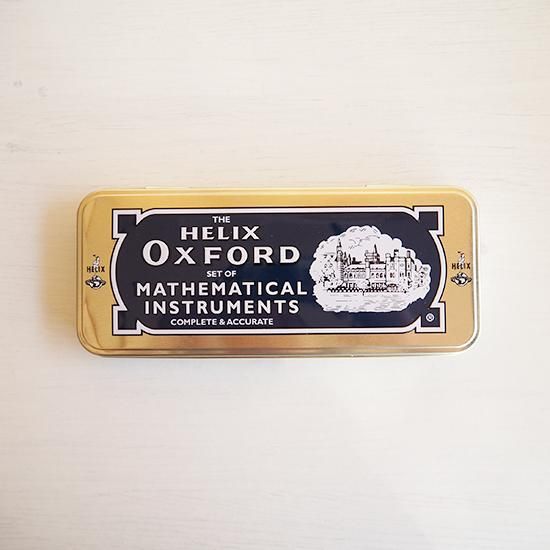 THE
HELIX
OXFORD
SET OF
MATHEMATICAL
INSTRUMENTS
COMPLETE & ACCURATE
HELIX
HELIX
®